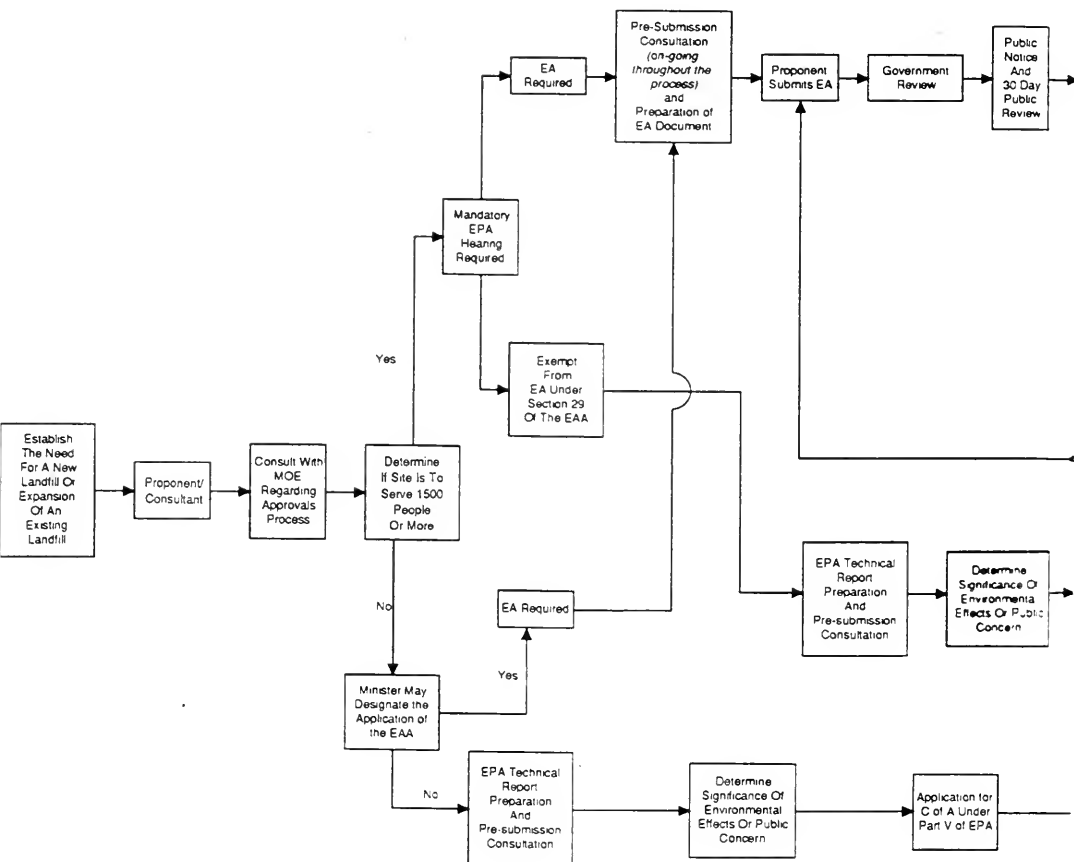 Establish
The Need
For A New
Landfill Or
Expansion
Of An
Existing
Landfill
Proponent/
Consultant
Consult With
MOE
Regarding
Approvals
Process
Determine
If Site Is To
Serve 1500
People
Or More
Yes
Mandatory
EPA
Hearing
Required
EA
Required
Pre-Submission
Consultation
(on-going
throughout the
process)
and
Preparation of
EA Document
Proponent
Submits EA
Government
Review
Public
Notice
And
30 Day
Public
Review
Exempt
From
EA Under
Section 29
Of The EAA
EPA Technical
Report
Preparation
And
Pre-submission
Consultation
Determine
Significance Of
Environmental
Effects Or Public
Concern
No
Minister May
Designate the
Application of
the EAA
Yes
EA Required
No
EPA Technical
Report
Preparation
And
Pre-submission
Consultation
Determine
Significance Of
Environmental
Effects Or Public
Concern
Application for
C of A Under
Part V of EPA